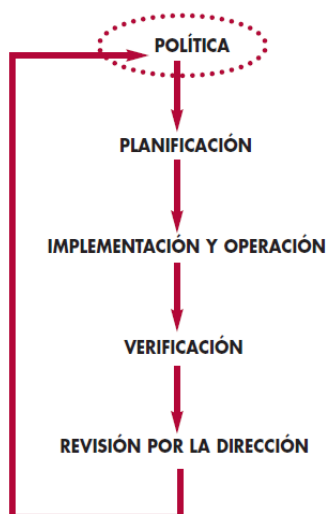 POLÍTICA
PLANIFICACIÓN
IMPLEMENTACIÓN Y OPERACIÓN
VERIFICACIÓN
REVISIÓN POR LA DIRECCIÓN